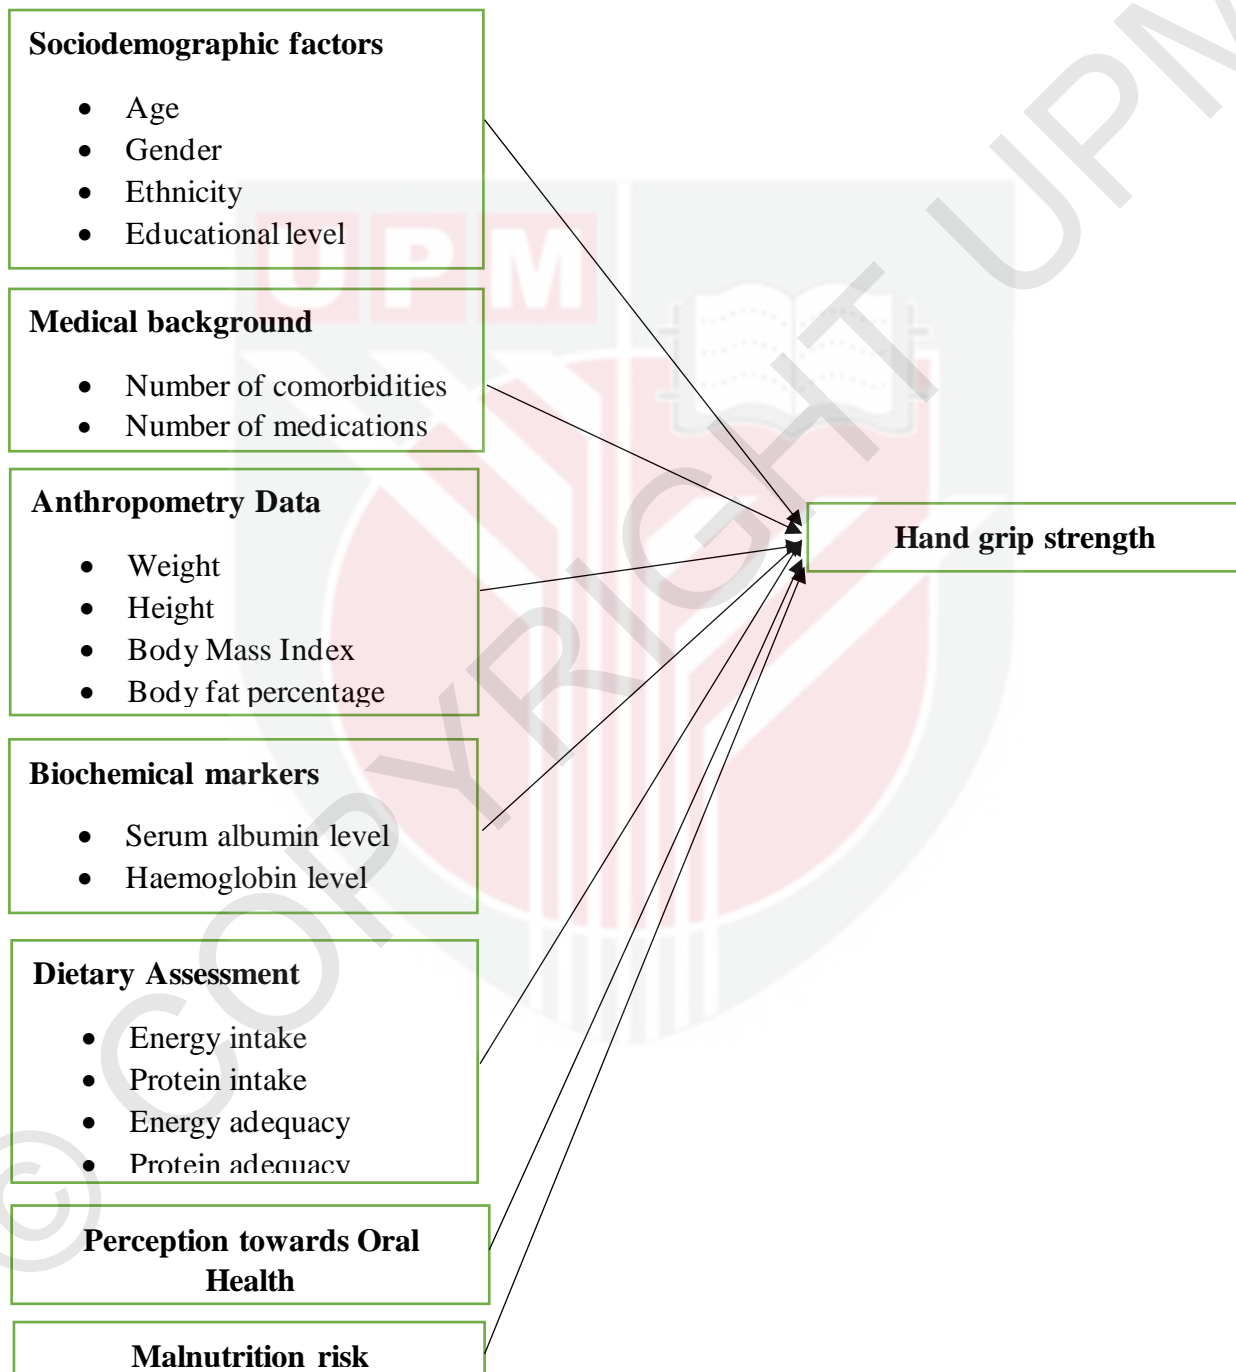 Sociodemographic factors
• Age
• Gender
• Ethnicity
• Educational level
Medical background
• Number of comorbidities
• Number of medications
Anthropometry Data
• Weight
• Height
• Body Mass Index
• Body fat percentage
Biochemical markers
• Serum albumin level
• Haemoglobin level
Dietary Assessment
• Energy intake
• Protein intake
• Energy adequacy
• Protein adequacy
Perception towards Oral
Health
Malnutrition risk
Hand grip strength
UPM
© COPYRIGHT UPM